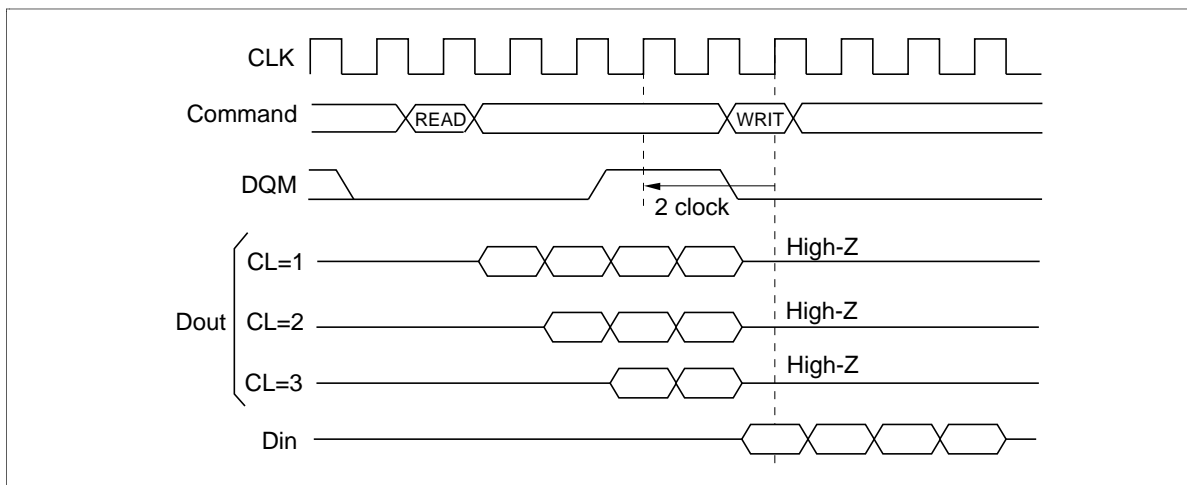 CLK
Command
READ
WRIT
DQM
2 clock
High-Z
CL=1
High-Z
Dout
CL=2
High-Z
CL=3
Din